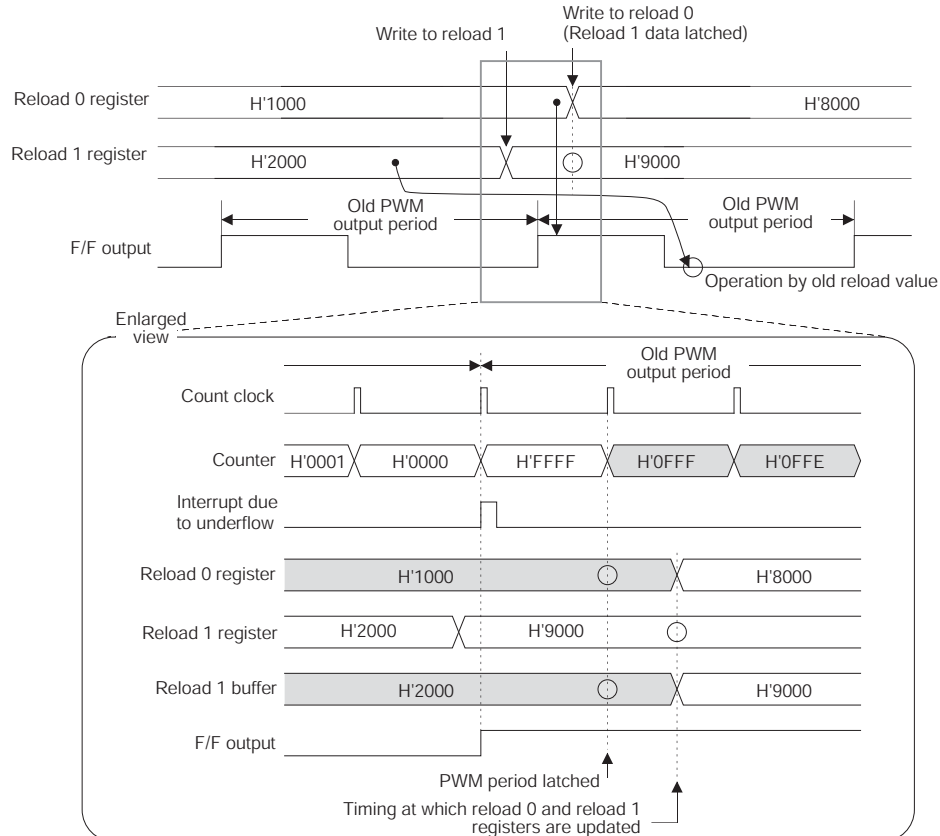 Write to reload 1
Write to reload 0
(Reload 1 data latched)
Reload 0 register
H'1000
H'8000
Reload 1 register
H'2000
H'9000
Old PWM
output period
Old PWM
output period
F/F output
Operation by old reload value
Enlarged
view
Old PWM
output period
Count clock
Counter
H'0001
H'0000
H'FFFF
H'0FFF
H'0FFE
Interrupt due
to underflow
Reload 0 register
H'1000
H'8000
Reload 1 register
H'2000
H'9000
Reload 1 buffer
H'2000
H'9000
F/F output
PWM period latched
Timing at which reload 0 and reload 1
registers are updated